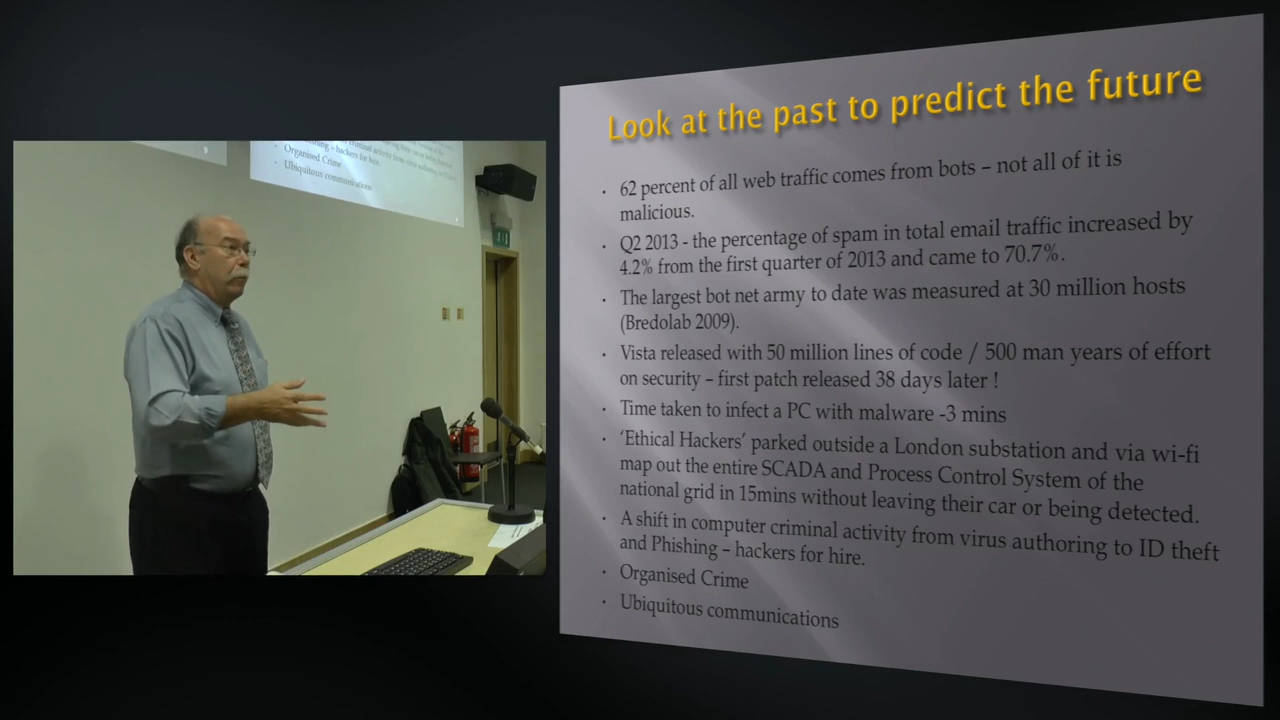 Look at the past to predict the future
· 62 percent of all web traffic comes from bots – not all of it is
malicious.
· Q2 2013 - the percentage of spam in total email traffic increased by
4.2% from the first quarter of 2013 and came to 70.7%.
· The largest bot net army to date was measured at 30 million hosts
(Bredolab 2009).
· Vista released with 50 million lines of code / 500 man years of effort
on security – first patch released 38 days later !
· Time taken to infect a PC with malware -3 mins
· ‘Ethical Hackers’ parked outside a London substation and via wi-fi
map out the entire SCADA and Process Control System of the
national grid in 15mins without leaving their car or being detected.
· A shift in computer criminal activity from virus authoring to ID theft
and Phishing – hackers for hire.
· Organised Crime
· Ubiquitous communications
Phishing – hackers for hire.
· Organised Crime
· Ubiquitous communications